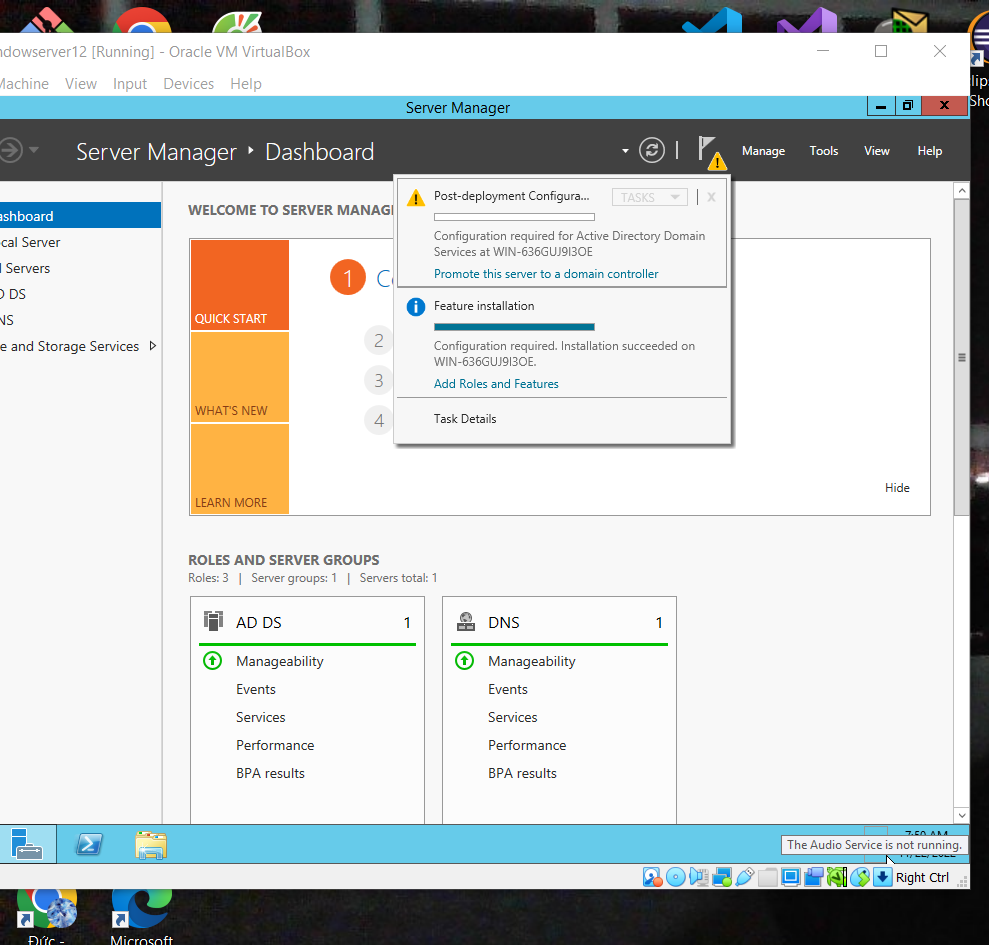 ndowserver12 [Running] - Oracle VM VirtualBox
Machine View Input Devices Help
Server Manager
Server Manager ‣ Dashboard
Manage Tools View Help
ashboard
cal Server
l Servers
D DS
NS
e and Storage Services
WELCOME TO SERVER MANAG
QUICK START
WHAT'S NEW
LEARN MORE
1 Co
2
3
4
Post-deployment Configura... TASKS X
Configuration required for Active Directory Domain
Services at WIN-636GUJ9I3OE
Promote this server to a domain controller
Feature installation
Configuration required. Installation succeeded on
WIN-636GUJ9I3OE.
Add Roles and Features
Task Details
Hide
ROLES AND SERVER GROUPS
Roles: 3 | Server groups: 1 | Servers total: 1
AD DS 1
Manageability
Events
Services
Performance
BPA results
DNS 1
Manageability
Events
Services
Performance
BPA results
7:50 AM
The Audio Service is not running.
11/22/2022
Right Ctrl
lips
Sho
Đức -
Microsoft